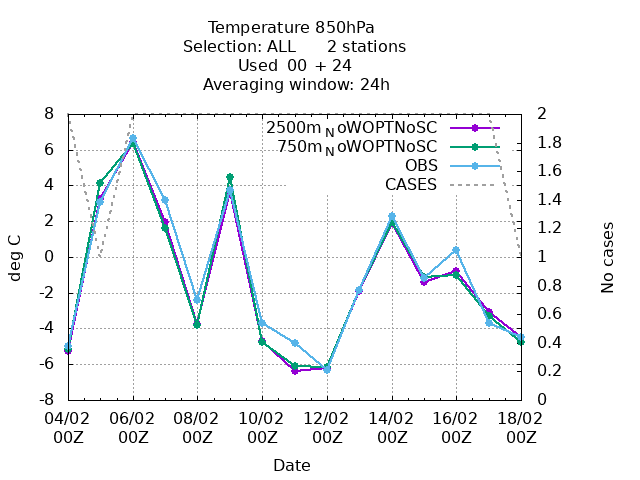 Temperature 850hPa
Selection: ALL 2 stations
Used 00 + 24
Averaging window: 24h
2500m NoWOPTNoSC
750m NoWOPTNoSC
OBS
CASES
8
6
4
2
0
-2
-4
-6
-8
deg C
2
1.8
1.6
1.4
1.2
1
0.8
0.6
0.4
0.2
0
No cases
04/02 06/02 08/02 10/02 12/02 14/02 16/02 18/02
00Z 00Z 00Z 00Z 00Z 00Z 00Z 00Z
Date